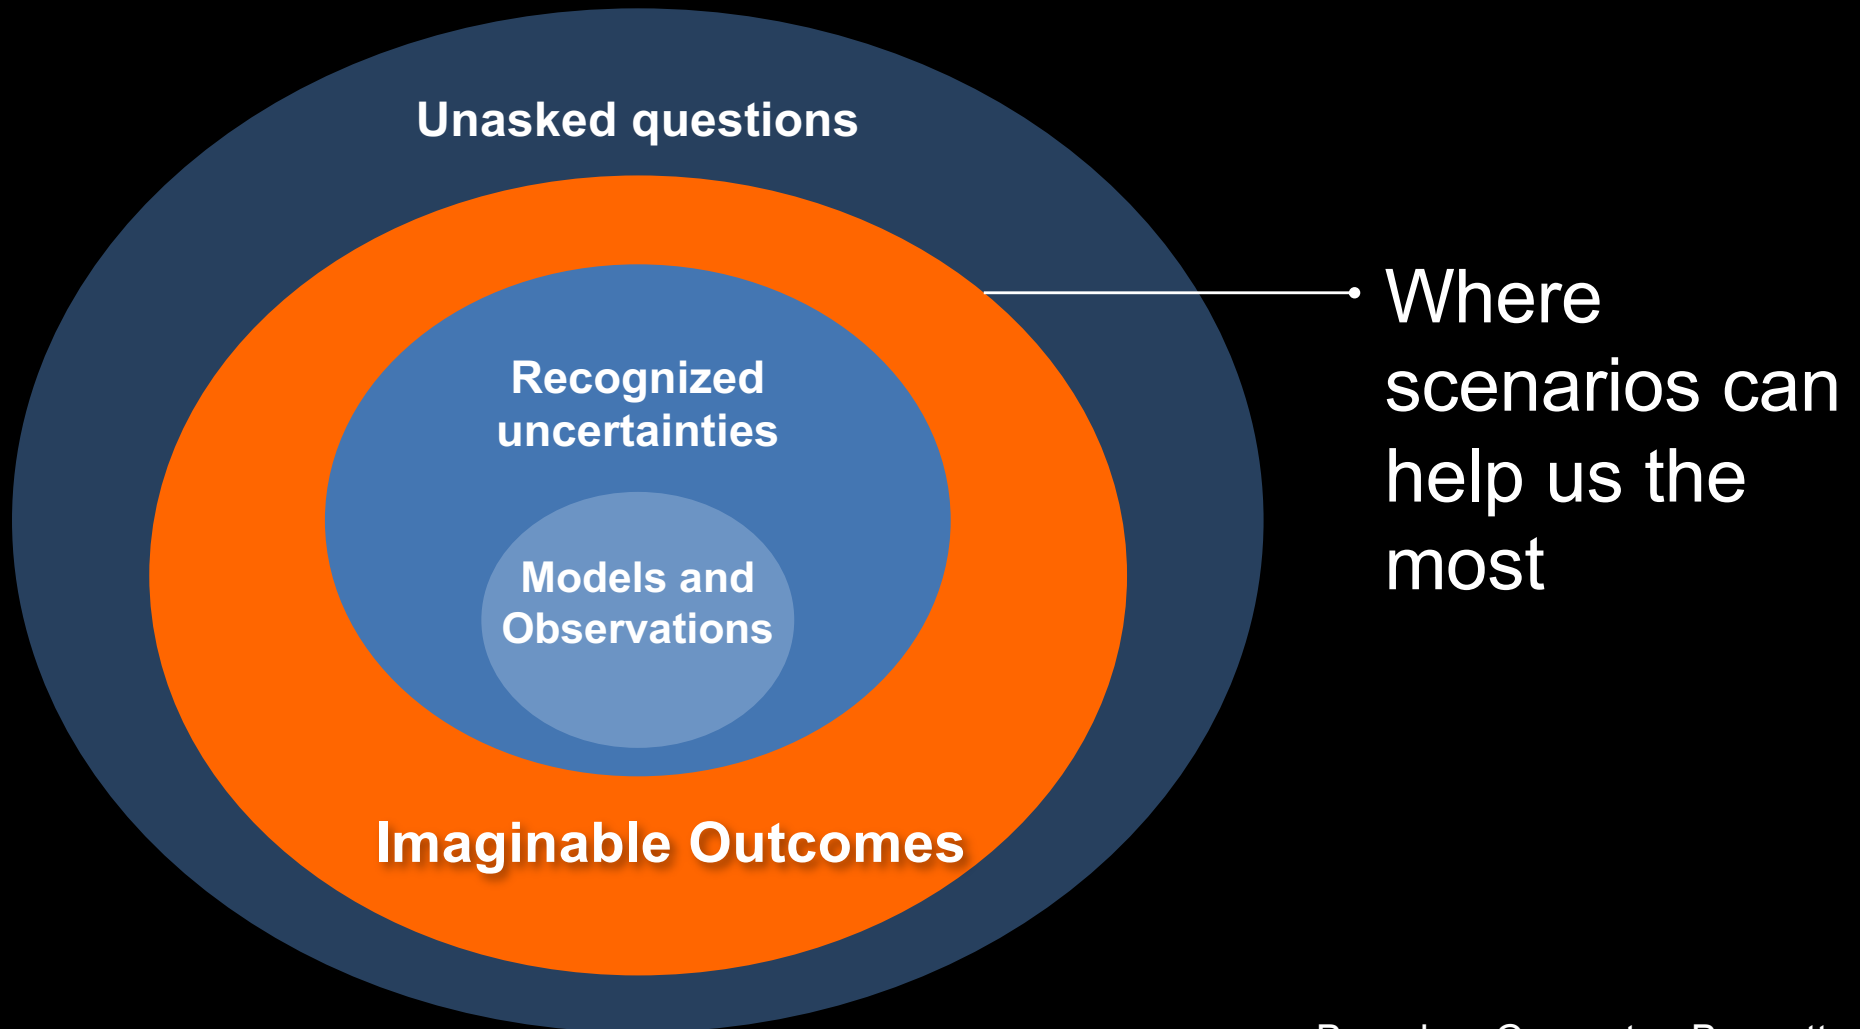 Unasked questions
Recognized
uncertainties
Models and
Observations
Imaginable Outcomes
Where
scenarios can
help us the
most